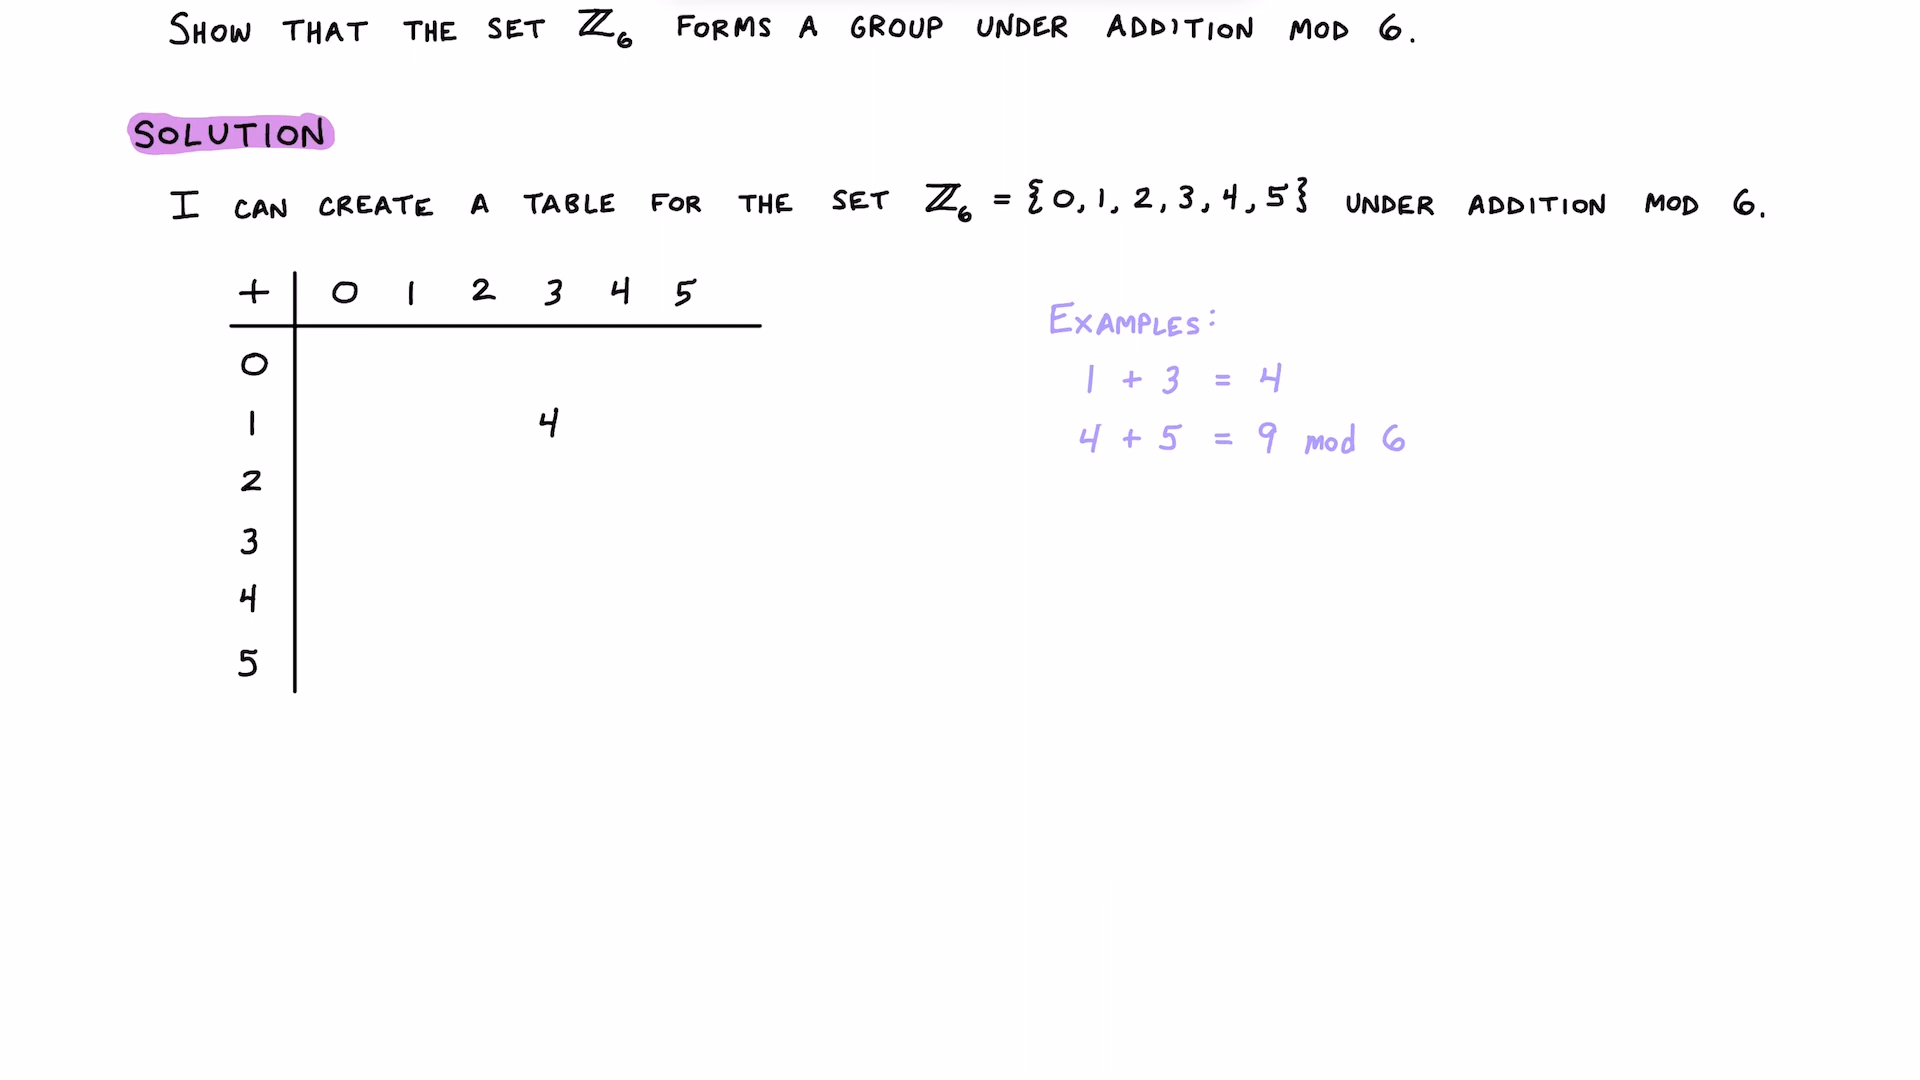 SHOW THAT THE SET ℤ₆ FORMS A GROUP UNDER ADDITION MOD 6.
SOLUTION
I CAN CREATE A TABLE FOR THE SET ℤ₆ = {0, 1, 2, 3, 4, 5} UNDER ADDITION MOD 6.
+ 0 1 2 3 4 5
0
1 4
2
3
4
5
EXAMPLES:
1 + 3 = 4
4 + 5 = 9 mod 6